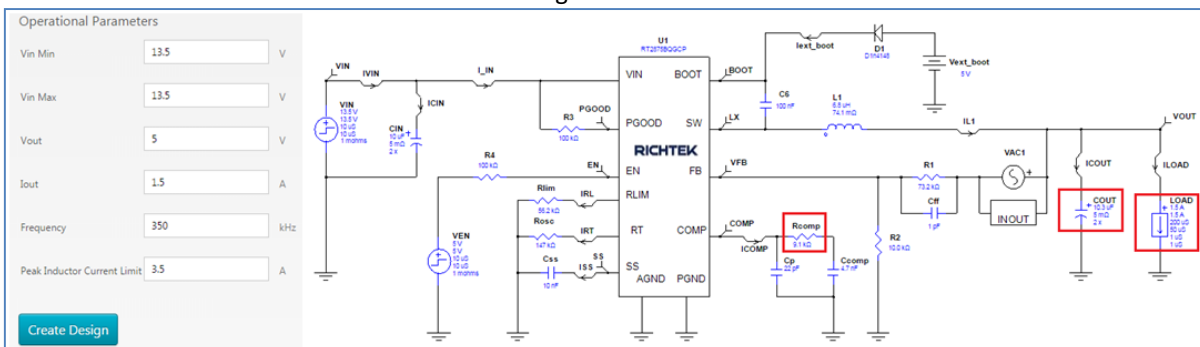 Operational Parameters
Vin Min 13.5 V
Vin Max 13.5 V
Vout 5 V
Iout 1.5 A
Frequency 350 kHz
Peak Inductor Current Limit 3.5 A
Create Design
VIN
IVIN
I_IN
ICIN
VIN
13.5 V
13.5 V
10 uS
10 uS
1 mohms
CIN
10 uF
5 mΩ
2 x
R3
100 kΩ
PGOOD
R4
100 kΩ
EN
VEN
5 V
5 V
10 uS
10 uS
1 mohms
Rlim
56.2 kΩ
IRL
Rosc
147 kΩ
IRT
Css
10 nF
ISS
SS
U1
RT2875BQGCP
VIN BOOT
PGOOD SW
RICHTEK
EN FB
RLIM
RT COMP
SS
AGND PGND
BOOT
Iext_boot
D1
D1N4148
Vext_boot
5 V
C6
100 nF
LX
L1
6.8 uH
74.1 mΩ
IL1
VFB
R1
73.2 kΩ
Cff
1 pF
VAC1
INOUT
R2
10.0 kΩ
COMP
ICOMP
Rcomp
9.1 kΩ
Cp
22 pF
Ccomp
4.7 nF
VOUT
ICOUT
ILOAD
COUT
10.3 uF
5 mΩ
2 x
LOAD
1.5 A
1.5 A
200 uS
50 uS
1 uS
1 uS